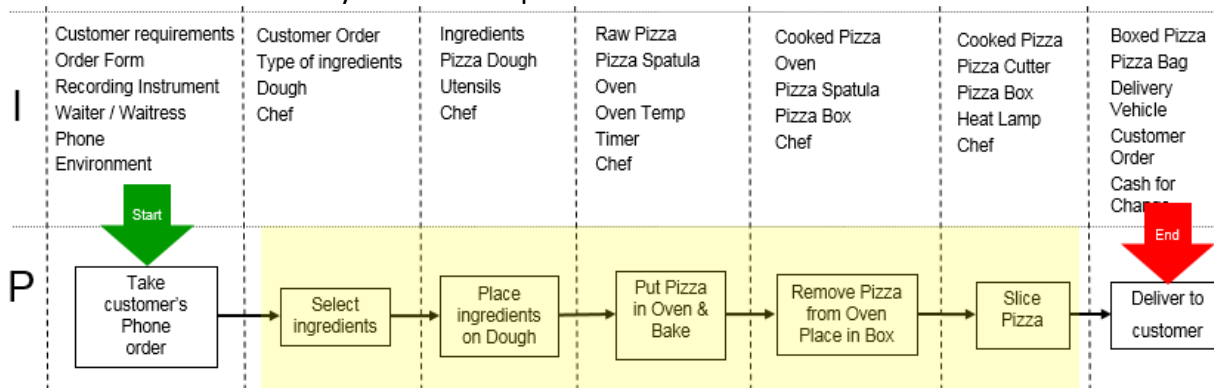 Customer requirements
Order Form
Recording Instrument
Waiter / Waitress
Phone
Environment
Customer Order
Type of ingredients
Dough
Chef
Ingredients
Pizza Dough
Utensils
Chef
Raw Pizza
Pizza Spatula
Oven
Oven Temp
Timer
Chef
Cooked Pizza
Oven
Pizza Spatula
Pizza Box
Chef
Cooked Pizza
Pizza Cutter
Pizza Box
Heat Lamp
Chef
Boxed Pizza
Pizza Bag
Delivery
Vehicle
Customer
Order
Cash for
Change
I
Start
End
P
Take
customer's
Phone
order
Select
ingredients
Place
ingredients
on Dough
Put Pizza
in Oven &
Bake
Remove Pizza
from Oven
Place in Box
Slice
Pizza
Deliver to
customer